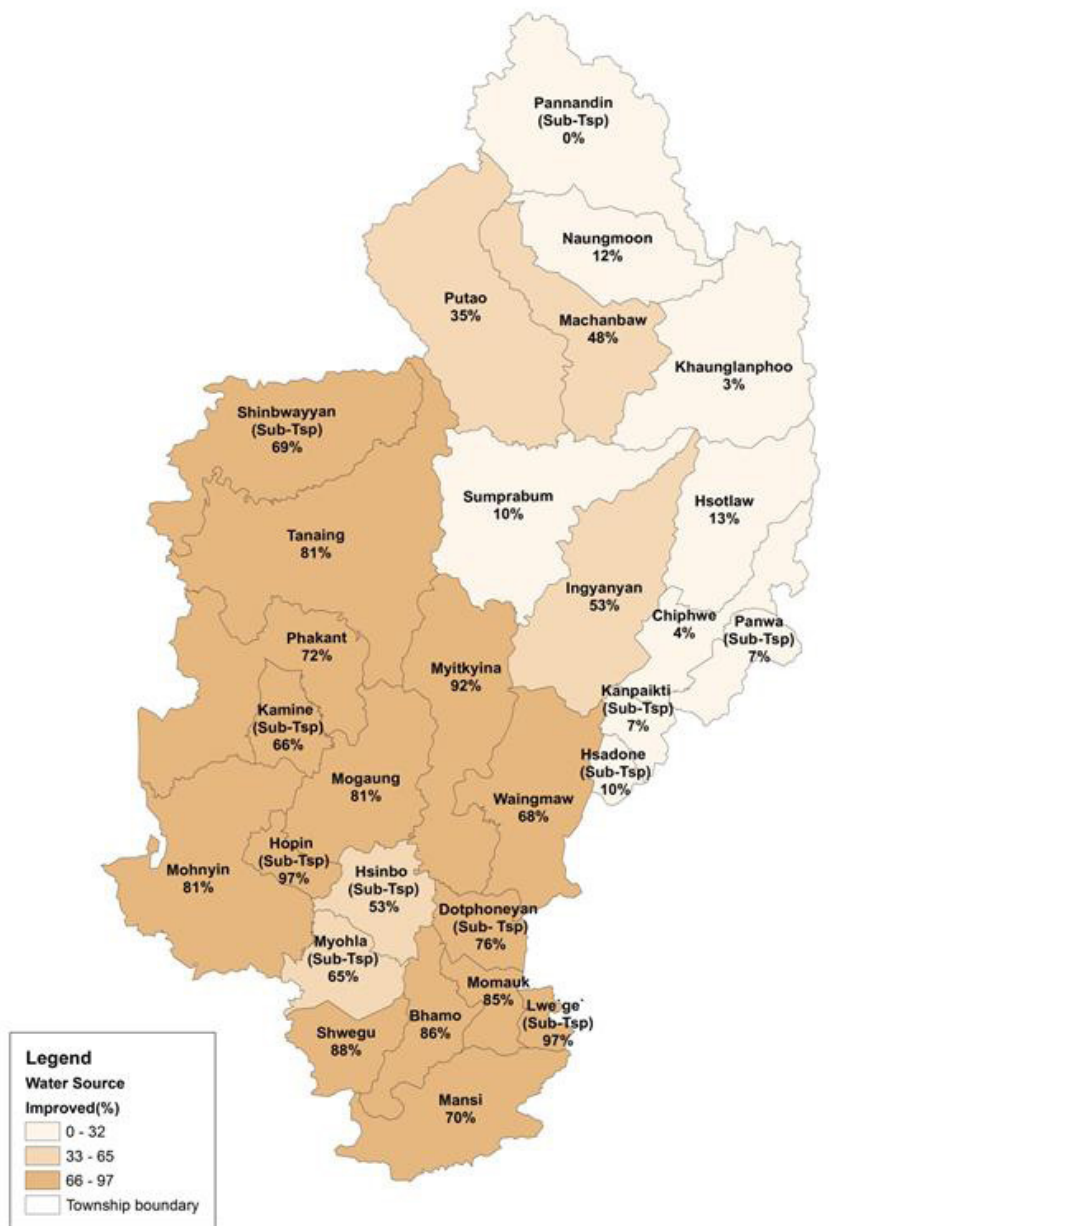 Pannandin
(Sub-Tsp)
0%
Naungmoon
12%
Putao
35%
Machanbaw
48%
Khaunglanphoo
3%
Shinbwayyan
(Sub-Tsp)
69%
Sumprabum
10%
Hsotlaw
13%
Tanaing
81%
Ingyanyan
53%
Chiphwe
4%
Panwa
(Sub-Tsp)
7%
Phakant
72%
Myitkyina
92%
Kanpaikti
(Sub-Tsp)
7%
Kamine
(Sub-Tsp)
66%
Hsadone
(Sub-Tsp)
10%
Mogaung
81%
Waingmaw
68%
Hopin
(Sub-Tsp)
97%
Mohnyin
81%
Hsinbo
(Sub-Tsp)
53%
Dotphoneyan
(Sub- Tsp)
76%
Myohla
(Sub-Tsp)
65%
Momauk
85%
Lwe`ge`
(Sub-Tsp)
97%
Bhamo
86%
Shwegu
88%
Mansi
70%
Legend
Water Source
Improved(%)
0 - 32
33 - 65
66 - 97
Township boundary